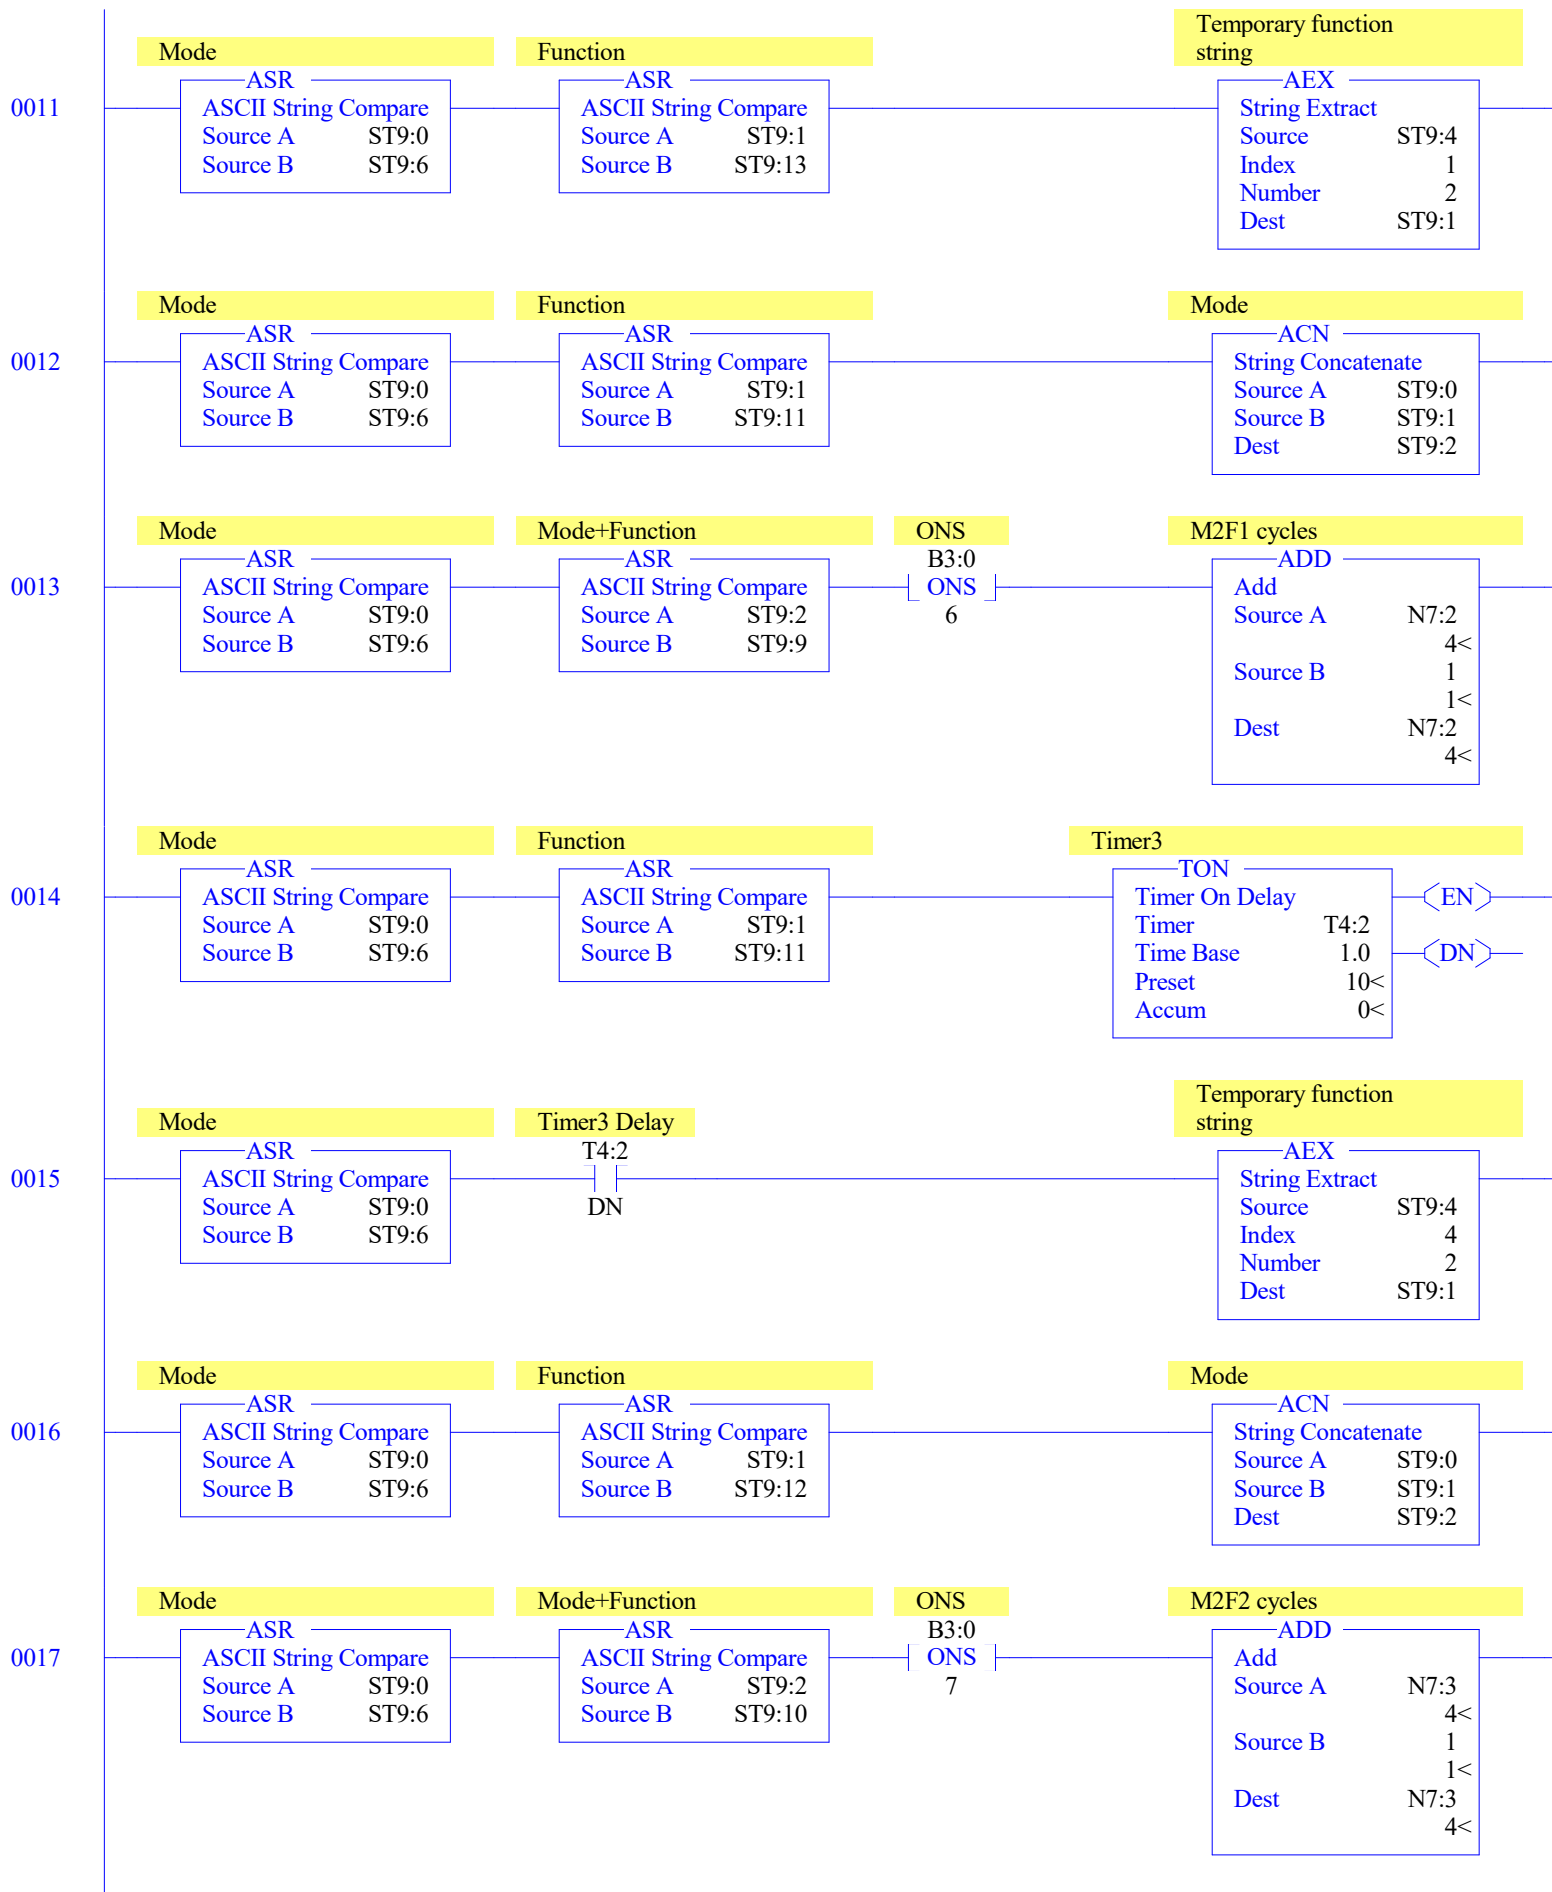 Temporary function
string
Mode
Function
ASR
ASR
AEX
0011
ASCII String Compare
Source A ST9:0
Source B ST9:6
ASCII String Compare
Source A ST9:1
Source B ST9:13
String Extract
Source ST9:4
Index 1
Number 2
Dest ST9:1
Mode
Function
Mode
ASR
ASR
ACN
0012
ASCII String Compare
Source A ST9:0
Source B ST9:6
ASCII String Compare
Source A ST9:1
Source B ST9:11
String Concatenate
Source A ST9:0
Source B ST9:1
Dest ST9:2
Mode
Mode+Function
ONS
M2F1 cycles
ASR
ASR
B3:0
ADD
0013
ASCII String Compare
Source A ST9:0
Source B ST9:6
ASCII String Compare
Source A ST9:2
Source B ST9:9
ONS
6
Add
Source A N7:2
4<
Source B 1
1<
Dest N7:2
4<
Mode
Function
Timer3
ASR
ASR
TON
0014
ASCII String Compare
Source A ST9:0
Source B ST9:6
ASCII String Compare
Source A ST9:1
Source B ST9:11
Timer On Delay
Timer T4:2
Time Base 1.0
Preset 10<
Accum 0<
EN
DN
Temporary function
string
Mode
Timer3 Delay
ASR
T4:2
AEX
0015
ASCII String Compare
Source A ST9:0
Source B ST9:6
DN
String Extract
Source ST9:4
Index 4
Number 2
Dest ST9:1
Mode
Function
Mode
ASR
ASR
ACN
0016
ASCII String Compare
Source A ST9:0
Source B ST9:6
ASCII String Compare
Source A ST9:1
Source B ST9:12
String Concatenate
Source A ST9:0
Source B ST9:1
Dest ST9:2
Mode
Mode+Function
ONS
M2F2 cycles
ASR
ASR
B3:0
ADD
0017
ASCII String Compare
Source A ST9:0
Source B ST9:6
ASCII String Compare
Source A ST9:2
Source B ST9:10
ONS
7
Add
Source A N7:3
4<
Source B 1
1<
Dest N7:3
4<